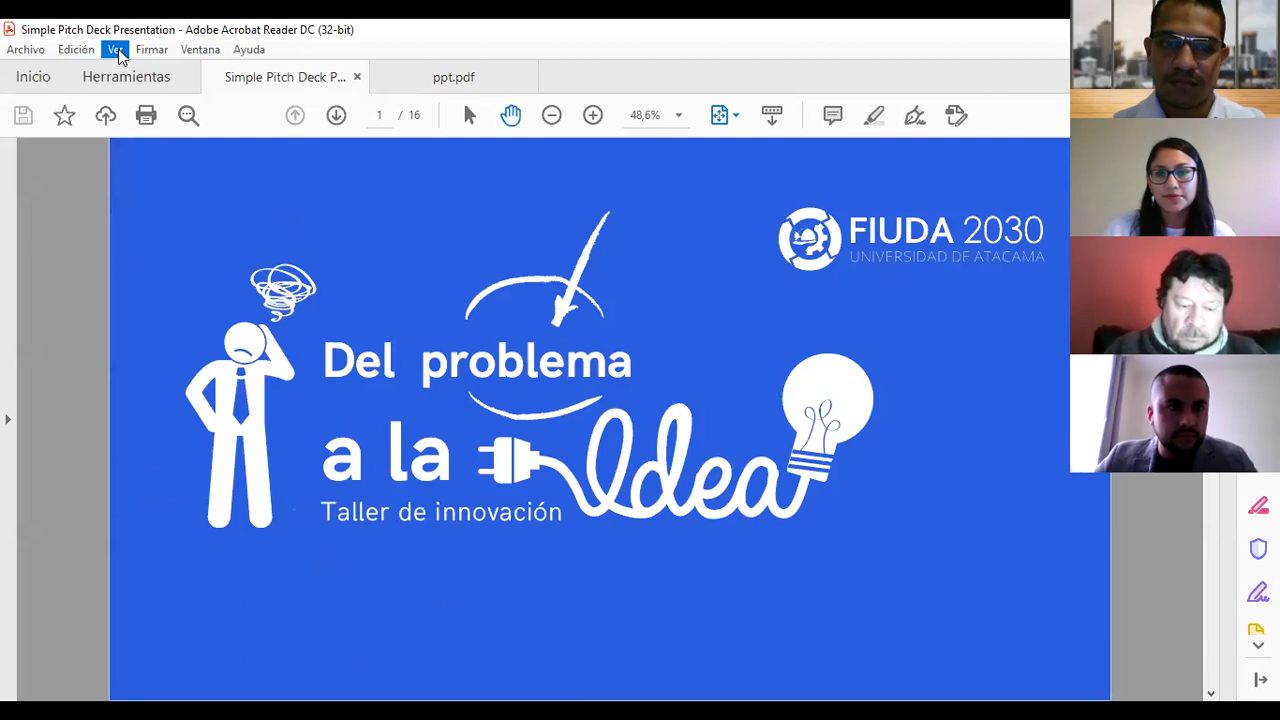 Simple Pitch Deck Presentation - Adobe Acrobat Reader DC (32-bit)
Archivo Edición Ver Firmar Ventana Ayuda
Inicio Herramientas Simple Pitch Deck P... × ppt.pdf
1 / 16 48,6%
FIUDA 2030
UNIVERSIDAD DE ATACAMA
Del problema
a la Idea
Taller de innovación